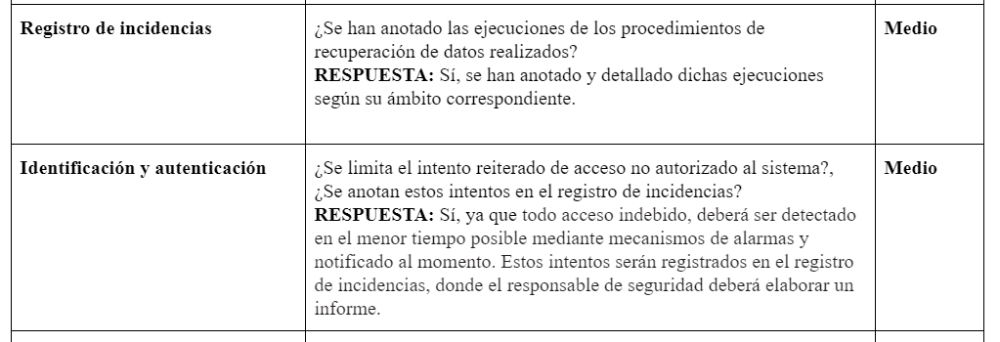 Registro de incidencias
¿Se han anotado las ejecuciones de los procedimientos de
recuperación de datos realizados?
RESPUESTA: Sí, se han anotado y detallado dichas ejecuciones
según su ámbito correspondiente.
Medio
Identificación y autenticación
¿Se limita el intento reiterado de acceso no autorizado al sistema?,
¿Se anotan estos intentos en el registro de incidencias?
RESPUESTA: Sí, ya que todo acceso indebido, deberá ser detectado
en el menor tiempo posible mediante mecanismos de alarmas y
notificado al momento. Estos intentos serán registrados en el registro
de incidencias, donde el responsable de seguridad deberá elaborar un
informe.
Medio